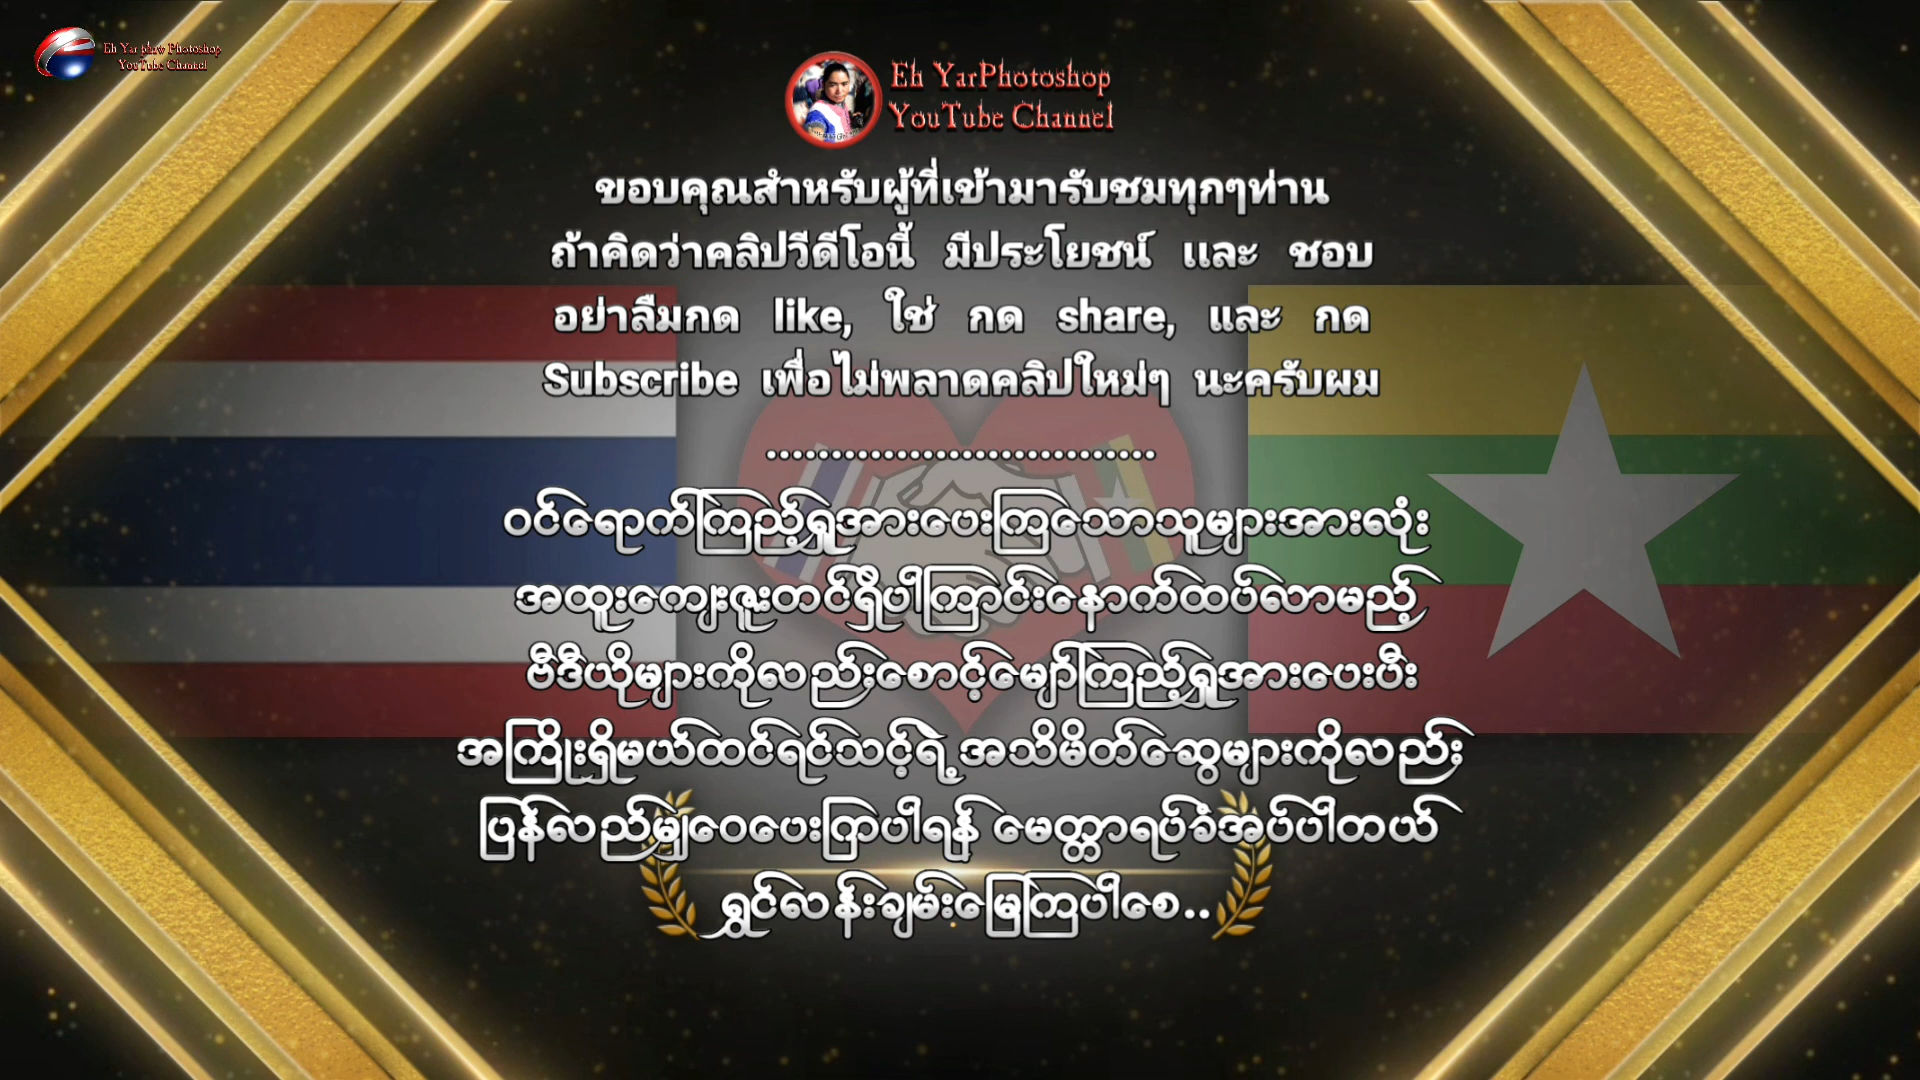 Eh Yar phaw Photoshop
YouTube Channel
Eh YarPhotoshop
YouTube Channel
ขอบคุณสำหรับผู้ที่เข้ามารับชมทุกๆท่าน
ถ้าคิดว่าคลิปวีดีโอนี้ มีประโยชน์ และ ชอบ
อย่าลืมกด like, ใช่ กด share, และ กด
Subscribe เพื่อไม่พลาดคลิปใหม่ๆ นะครับผม
..............................
ဝင်ရောက်ကြည့်ရှုအားပေးကြသောသူများအားလုံး
အထူးကျေးဇူးတင်ရှိပါကြောင်းနောက်ထပ်လာမည့်
ဗီဒီယိုများကိုလည်းစောင့်မျှော်ကြည့်ရှုအားပေးပီး
အကြိုးရှိမယ်ထင်ရင်သင့်ရဲ့အသိမိတ်ဆွေများကိုလည်း
ပြန်လည်မျှဝေပေးကြပါရန် မေတ္တာရပ်ခံအပ်ပါတယ်
ရွှင်လန်းချမ်းမြေ့ကြပါစေ..